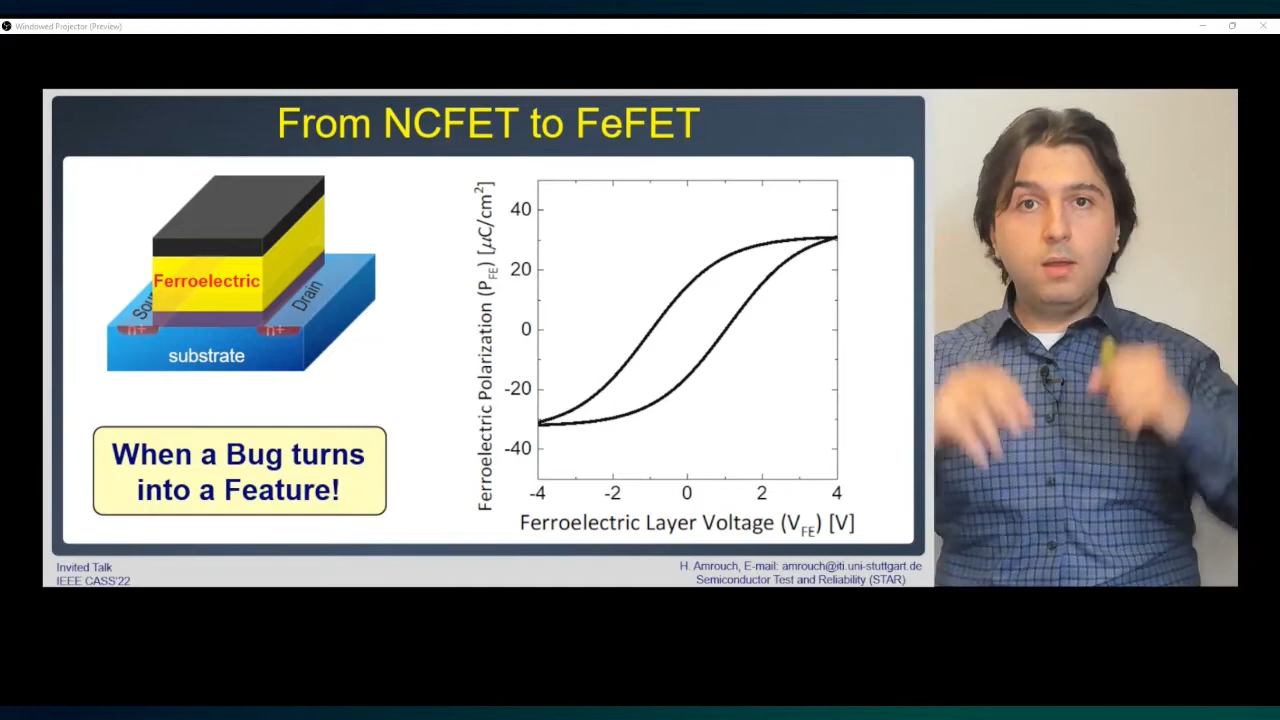 Windowed Projector (Preview)
From NCFET to FeFET
Ferroelectric
Drain
n+
n+
substrate
When a Bug turns
into a Feature!
Ferroelectric Polarization (P_FE) [μC/cm²]
40
20
0
-20
-40
-4 -2 0 2 4
Ferroelectric Layer Voltage (V_FE) [V]
Invited Talk
IEEE CASS'22
H. Amrouch, E-mail: amrouch@iti.uni-stuttgart.de
Semiconductor Test and Reliability (STAR)